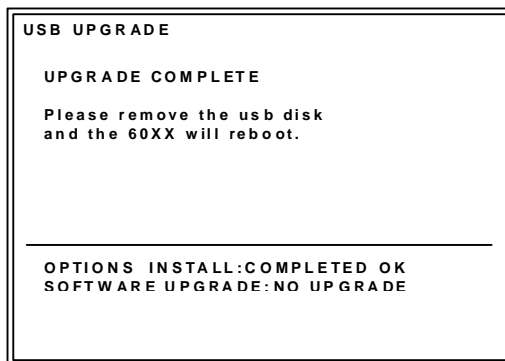 USB UPGRADE
UPGRADE COMPLETE
Please remove the usb disk
and the 60XX will reboot.
OPTIONS INSTALL:COMPLETED OK
SOFTWARE UPGRADE:NO UPGRADE